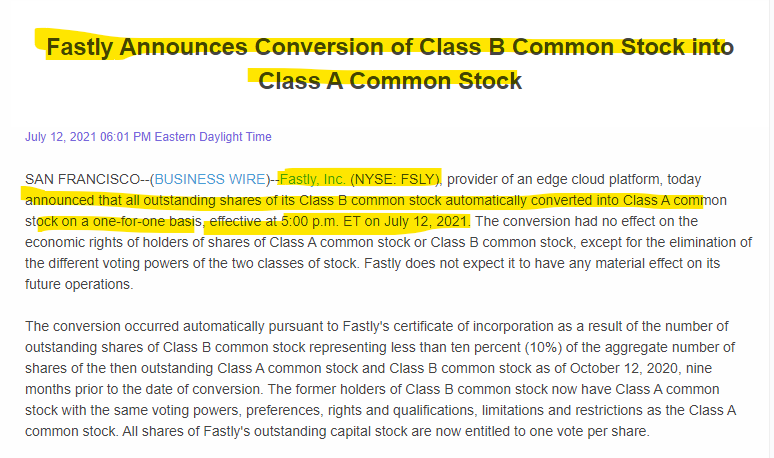 Fastly Announces Conversion of Class B Common Stock into
Class A Common Stock
July 12, 2021 06:01 PM Eastern Daylight Time
SAN FRANCISCO--(BUSINESS WIRE)--Fastly, Inc. (NYSE: FSLY), provider of an edge cloud platform, today
announced that all outstanding shares of its Class B common stock automatically converted into Class A common
stock on a one-for-one basis, effective at 5:00 p.m. ET on July 12, 2021. The conversion had no effect on the
economic rights of holders of shares of Class A common stock or Class B common stock, except for the elimination of
the different voting powers of the two classes of stock. Fastly does not expect it to have any material effect on its
future operations.
The conversion occurred automatically pursuant to Fastly's certificate of incorporation as a result of the number of
outstanding shares of Class B common stock representing less than ten percent (10%) of the aggregate number of
shares of the then outstanding Class A common stock and Class B common stock as of October 12, 2020, nine
months prior to the date of conversion. The former holders of Class B common stock now have Class A common
stock with the same voting powers, preferences, rights and qualifications, limitations and restrictions as the Class A
common stock. All shares of Fastly's outstanding capital stock are now entitled to one vote per share.